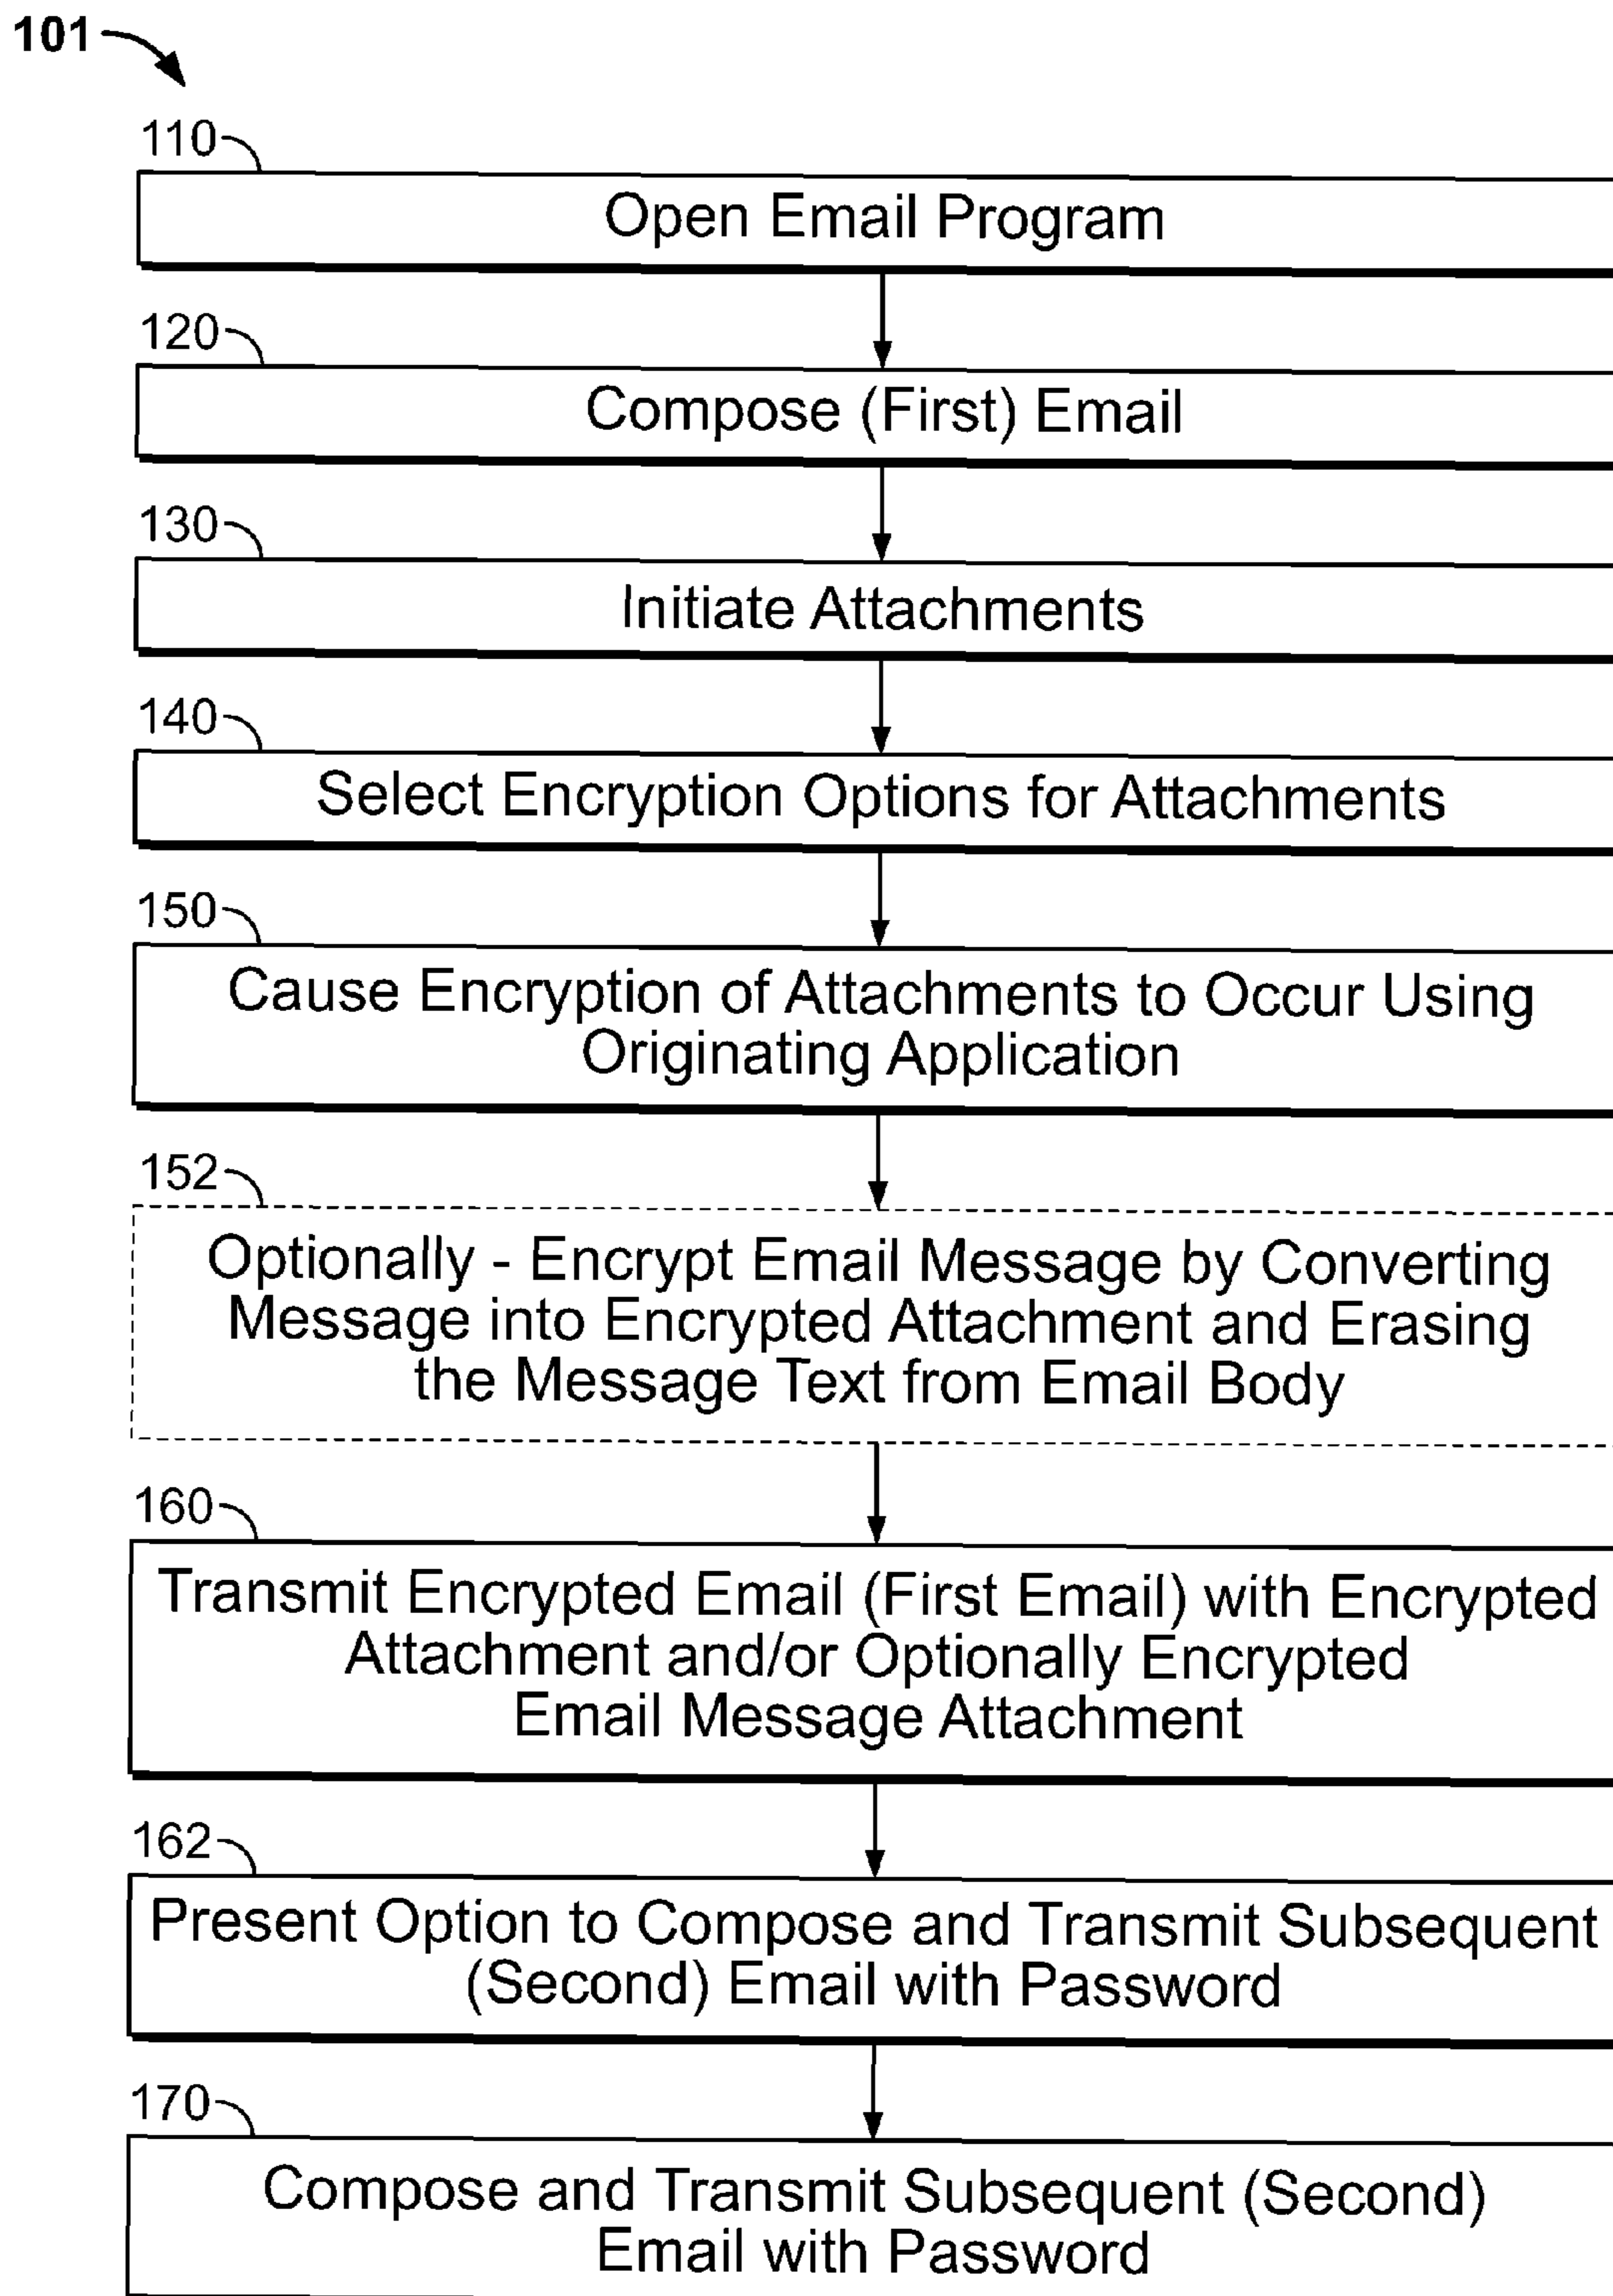 101
110
Open Email Program
120
Compose (First) Email
130
Initiate Attachments
140
Select Encryption Options for Attachments
150
Cause Encryption of Attachments to Occur Using
Originating Application
152
Optionally - Encrypt Email Message by Converting
Message into Encrypted Attachment and Erasing
the Message Text from Email Body
160
Transmit Encrypted Email (First Email) with Encrypted
Attachment and/or Optionally Encrypted
Email Message Attachment
162
Present Option to Compose and Transmit Subsequent
(Second) Email with Password
170
Compose and Transmit Subsequent (Second)
Email with Password